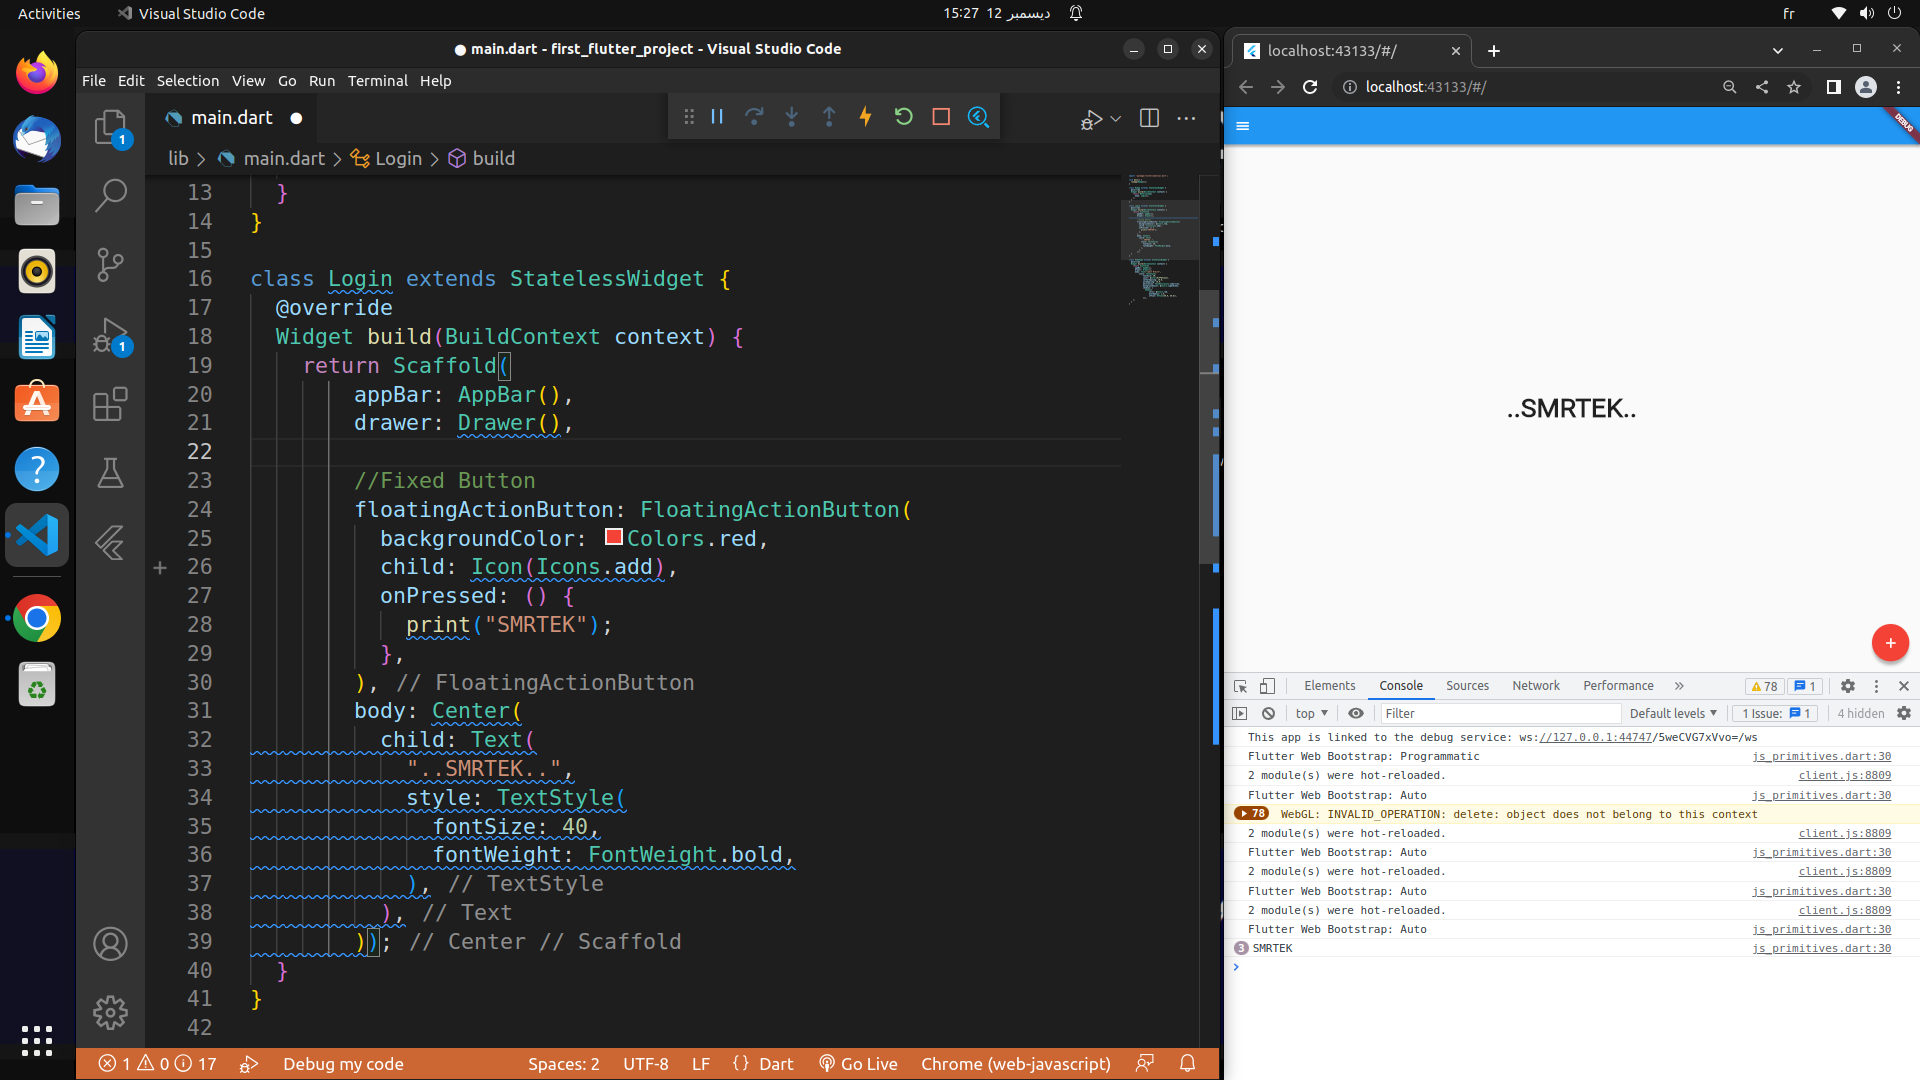 Activities
Visual Studio Code
15:27 12 ديسمبر
fr
main.dart - first_flutter_project - Visual Studio Code
File Edit Selection View Go Run Terminal Help
main.dart
lib > main.dart > Login > build
1
1
13 }
14 }
15
16 class Login extends StatelessWidget {
17 @override
18 Widget build(BuildContext context) {
19 return Scaffold(
20 appBar: AppBar(),
21 drawer: Drawer(),
22
23 //Fixed Button
24 floatingActionButton: FloatingActionButton(
25 backgroundColor: Colors.red,
26 child: Icon(Icons.add),
27 onPressed: () {
28 print("SMRTEK");
29 },
30 ), // FloatingActionButton
31 body: Center(
32 child: Text(
33 "..SMRTEK..",
34 style: TextStyle(
35 fontSize: 40,
36 fontWeight: FontWeight.bold,
37 ), // TextStyle
38 ), // Text
39 )); // Center // Scaffold
40 }
41 }
42
1 0 17 Debug my code Spaces: 2 UTF-8 LF {} Dart Go Live Chrome (web-javascript)
localhost:43133/#/
localhost:43133/#/
DEBUG
..SMRTEK..
+
Elements Console Sources Network Performance » 78 1
top Filter Default levels 1 Issue: 1 4 hidden
This app is linked to the debug service: ws://127.0.0.1:44747/5weCVG7xVvo=/ws
Flutter Web Bootstrap: Programmatic js_primitives.dart:30
2 module(s) were hot-reloaded. client.js:8809
Flutter Web Bootstrap: Auto js_primitives.dart:30
78 WebGL: INVALID_OPERATION: delete: object does not belong to this context
2 module(s) were hot-reloaded. client.js:8809
Flutter Web Bootstrap: Auto js_primitives.dart:30
2 module(s) were hot-reloaded. client.js:8809
Flutter Web Bootstrap: Auto js_primitives.dart:30
2 module(s) were hot-reloaded. client.js:8809
Flutter Web Bootstrap: Auto js_primitives.dart:30
3 SMRTEK js_primitives.dart:30